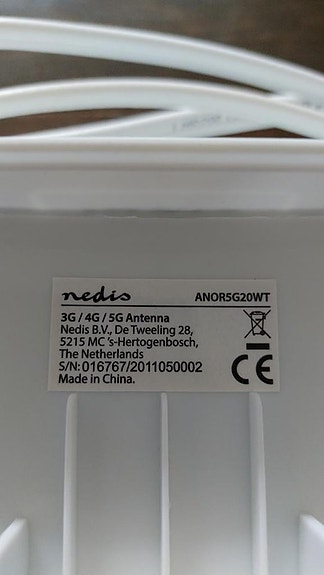 nedis ANOR5G20WT
3G / 4G / 5G Antenna
Nedis B.V., De Tweeling 28,
5215 MC 's-Hertogenbosch,
The Netherlands
S/N: 016767/2011050002
Made in China.
CE